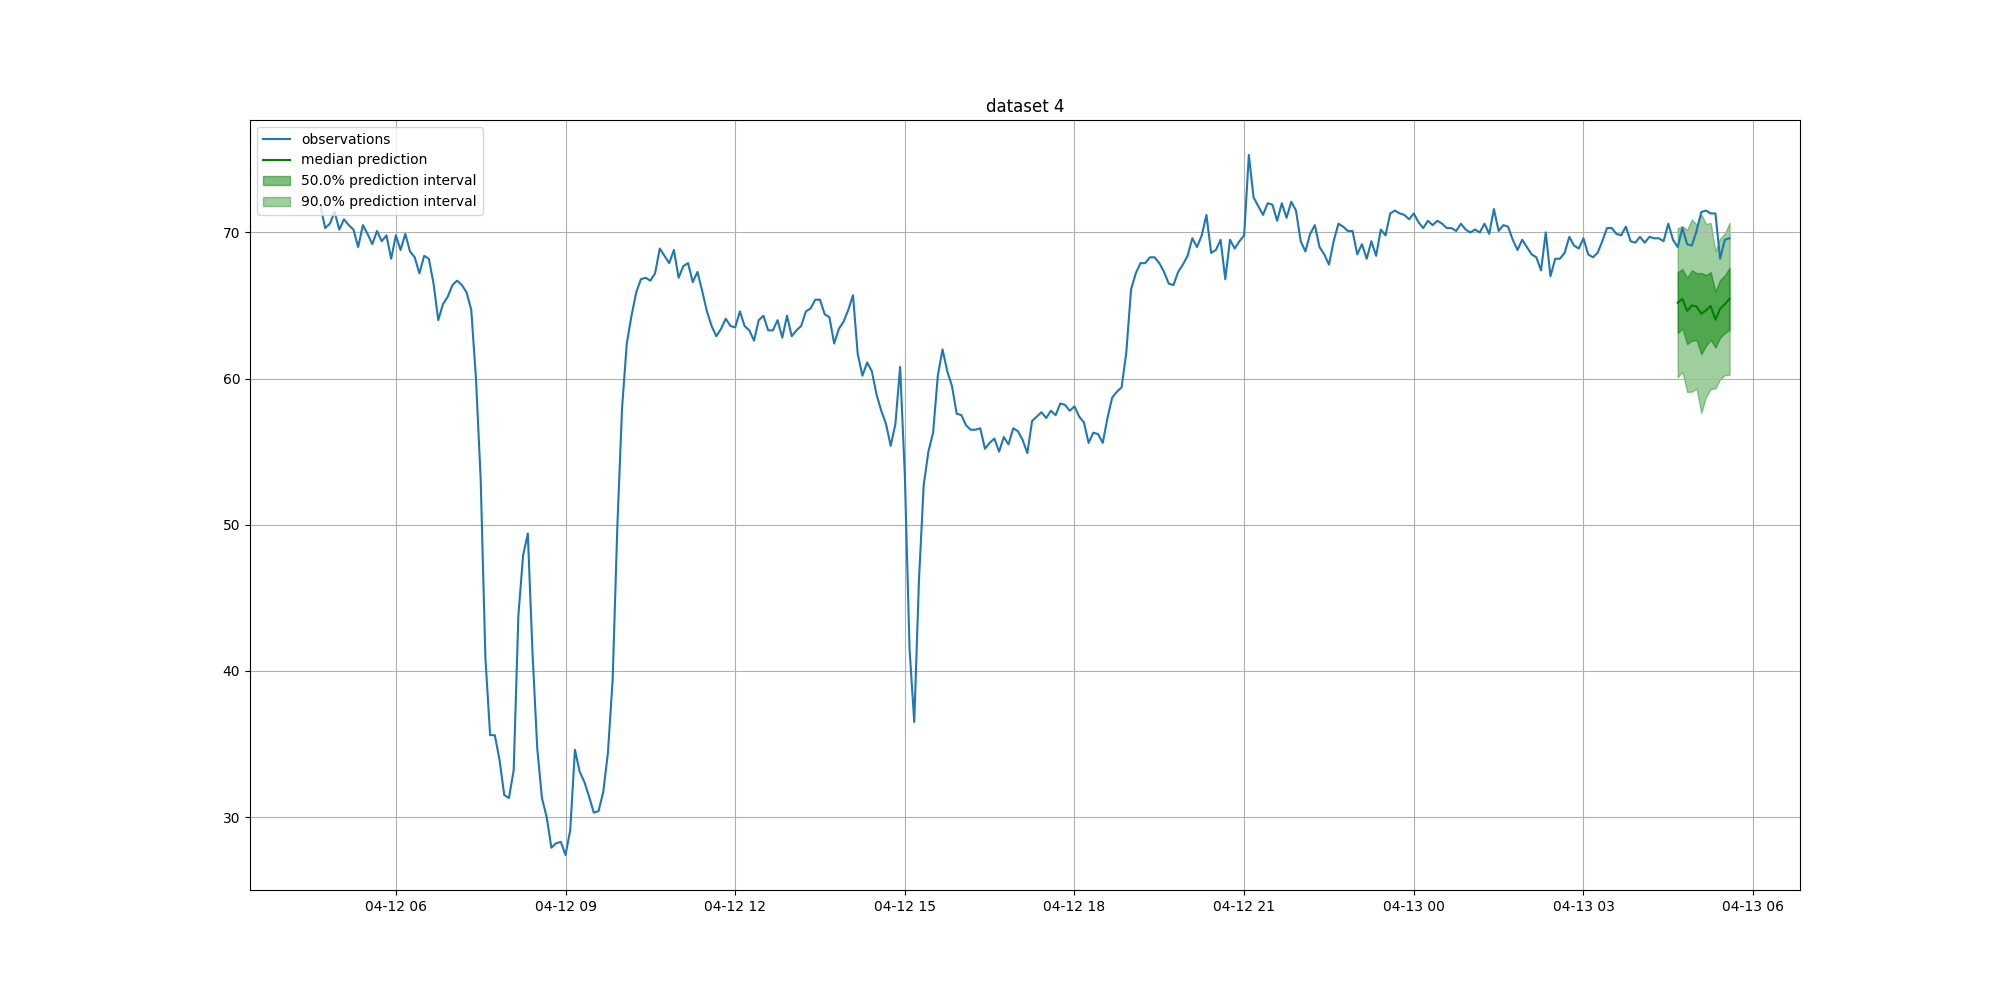 dataset 4
observations
median prediction
50.0% prediction interval
90.0% prediction interval
70
60
50
40
30
04-12 06
04-12 09
04-12 12
04-12 15
04-12 18
04-12 21
04-13 00
04-13 03
04-13 06